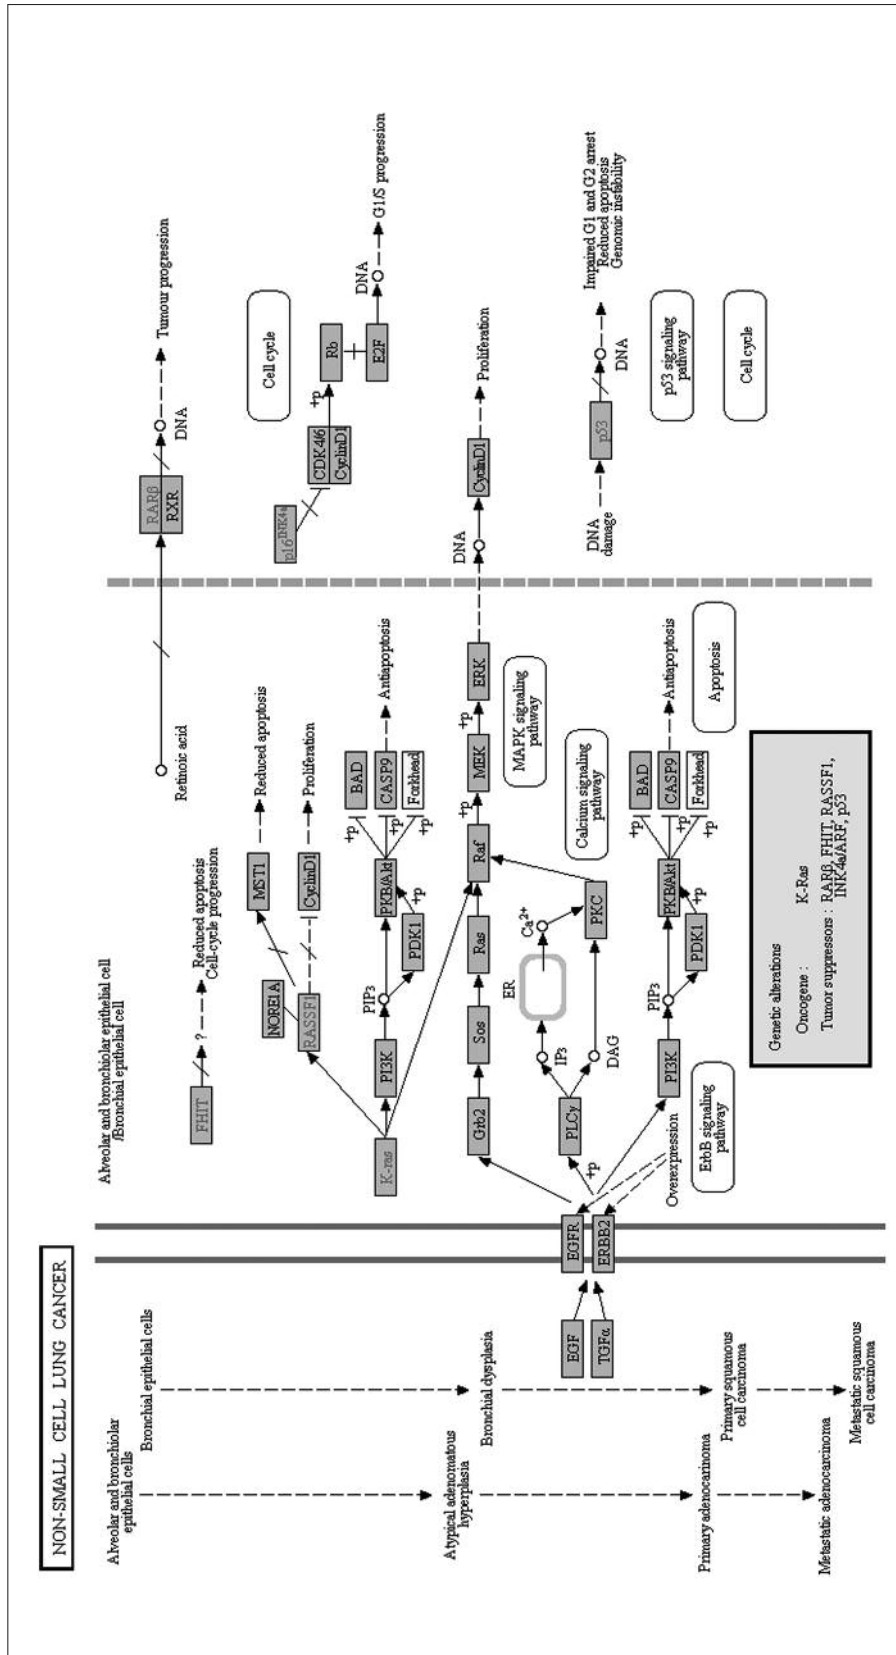 NON-SMALL CELL LUNG CANCER
Alveolar and bronchiolar
epithelial cells
Bronchial epithelial cells
Atypical adenomatous
hyperplasia
Bronchial dysplasia
Primary adenocarinoma
Primary squamous
cell carcinoma
Metastatic adenocarcinoma
Metastatic squamous
cell carcinoma
EGF
TGFα
EGFR
ERBB2
Alveolar and bronchiolar epithelial cell
/Bronchial epithelial cell
FHIT
?
Reduced apoptosis
Cell-cycle progression
NORE1A
RASSF1
MST1
Reduced apoptosis
CyclinD1
Proliferation
K-ras
PI3K
PIP3
PDK1
PKB/Akt
+p
+p
+p
BAD
CASP9
Forkhead
Antiapoptosis
Grb2
Sos
Ras
Raf
+p
MEK
+p
ERK
MAPK signaling
pathway
+p
PLCγ
IP3
DAG
ER
Ca2+
PKC
Calcium signaling
pathway
Overexpression
ErbB signaling
pathway
PI3K
PIP3
PDK1
+p
PKB/Akt
+p
+p
+p
BAD
CASP9
Forkhead
Antiapoptosis
Apoptosis
Retinoic acid
RARβ
RXR
DNA
Tumour progression
p16INK4a
CDK4/6
CyclinD1
+p
Rb
E2F
DNA
G1/S progression
Cell cycle
DNA
CyclinD1
Proliferation
DNA
damage
p53
DNA
Impaired G1 and G2 arrest
Reduced apoptosis
Genomic instability
p53 signaling
pathway
Cell cycle
Genetic alterations
Oncogene : K-Ras
Tumor suppressors : RARβ, FHIT, RASSF1,
INK4a/ARF, p53